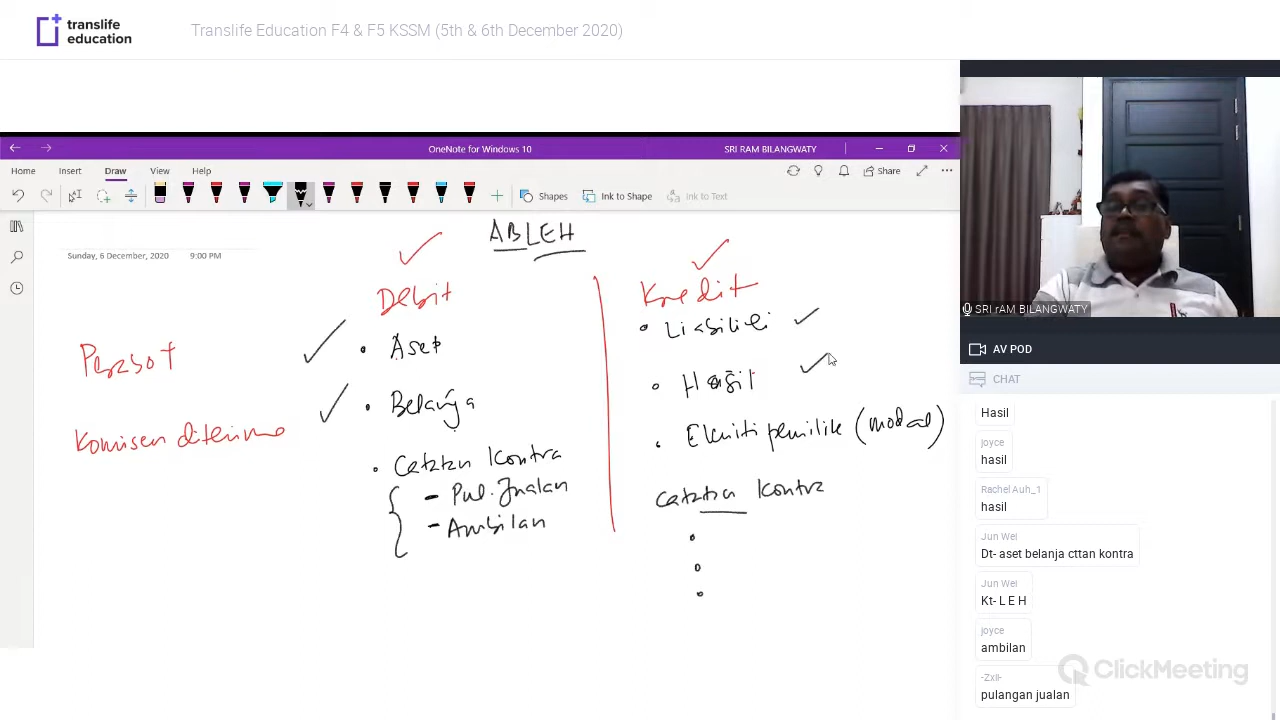 translife
education
Translife Education F4 & F5 KSSM (5th & 6th December 2020)
OneNote for Windows 10
SRI RAM BILANGWATY
Home
Insert
Draw
View
Help
Share
Shapes
Ink to Shape
Ink to Text
Sunday, 6 December, 2020
9:00 PM
ABLEH
Debit
Kredit
Perabot
Komisen diterima
• Aset
• Belanja
• Catatan Kontra
- Pul. Jualan
- Ambilan
• Liabiliti
• Hasil
• Ekuiti pemilik (modal)
Catatan Kontra
SRI rAM BILANGWATY
AV POD
CHAT
Hasil
joyce
hasil
Rachel Auh_1
hasil
Jun Wei
Dt- aset belanja cttan kontra
Jun Wei
Kt- L E H
joyce
ambilan
-Zxll-
pulangan jualan
ClickMeeting